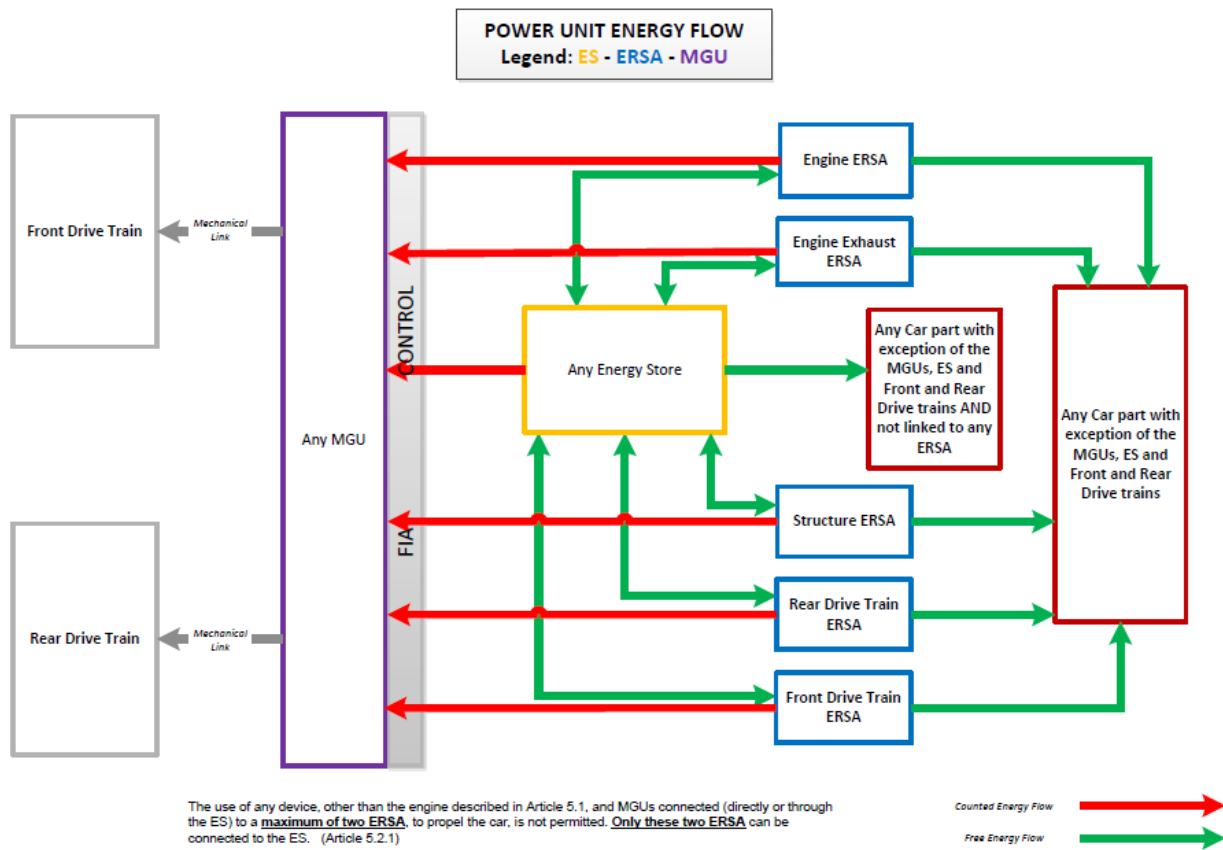 POWER UNIT ENERGY FLOW
Legend: ES - ERSA - MGU
Front Drive Train
Mechanical
Link
Rear Drive Train
Mechanical
Link
Any MGU
FIA CONTROL
Engine ERSA
Engine Exhaust
ERSA
Any Energy Store
Any Car part with
exception of the
MGUs, ES and
Front and Rear
Drive trains AND
not linked to any
ERSA
Any Car part with
exception of the
MGUs, ES and
Front and Rear
Drive trains
Structure ERSA
Rear Drive Train
ERSA
Front Drive Train
ERSA
The use of any device, other than the engine described in Article 5.1, and MGUs connected (directly or through
the ES) to a maximum of two ERSA, to propel the car, is not permitted. Only these two ERSA can be
connected to the ES. (Article 5.2.1)
Counted Energy Flow
Free Energy Flow